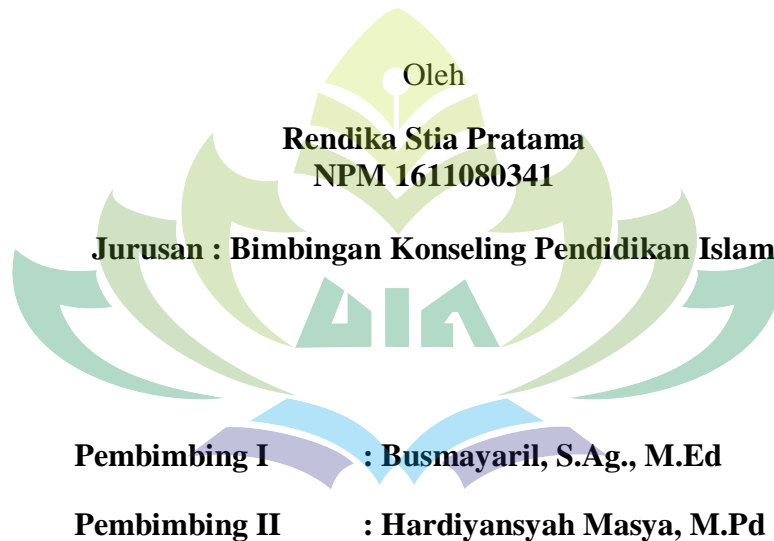 Oleh
Rendika Stia Pratama
NPM 1611080341
Jurusan : Bimbingan Konseling Pendidikan Islam
UIN
Pembimbing I : Busmayaril, S.Ag., M.Ed
Pembimbing II : Hardiyansyah Masya, M.Pd